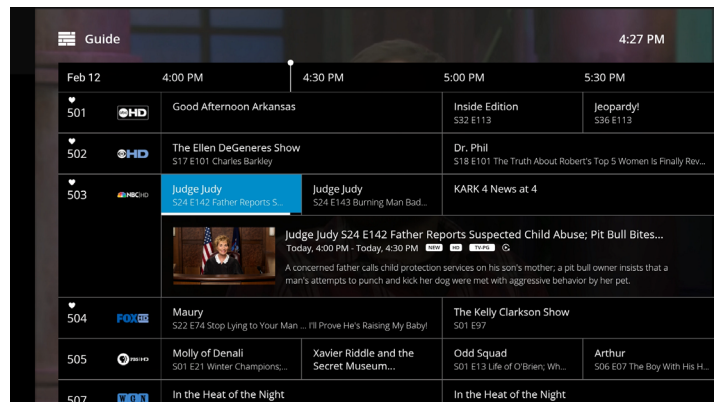 Guide
4:27 PM
Feb 12
4:00 PM
4:30 PM
5:00 PM
5:30 PM
501
HD
Good Afternoon Arkansas
Inside Edition
S32 E113
Jeopardy!
S36 E113
502
HD
The Ellen DeGeneres Show
S17 E101 Charles Barkley
Dr. Phil
S18 E101 The Truth About Robert's Top 5 Women Is Finally Rev...
503
NBC HD
Judge Judy
S24 E142 Father Reports S...
Judge Judy
S24 E143 Burning Man Bad...
KARK 4 News at 4
Judge Judy S24 E142 Father Reports Suspected Child Abuse; Pit Bull Bites...
Today, 4:00 PM - Today, 4:30 PM NEW HD TV-PG C
A concerned father calls child protection services on his son's mother; a pit bull owner insists that a
man's attempts to punch and kick her dog were met with aggressive behavior by her pet.
504
FOX HD
Maury
S22 E74 Stop Lying to Your Man ... I'll Prove He's Raising My Baby!
The Kelly Clarkson Show
S01 E97
505
PBS HD
Molly of Denali
S01 E21 Winter Champions;...
Xavier Riddle and the
Secret Museum...
Odd Squad
S01 E13 Life of O'Brien; Wh...
Arthur
S06 E07 The Boy With His H...
507
WGN
In the Heat of the Night
In the Heat of the Night